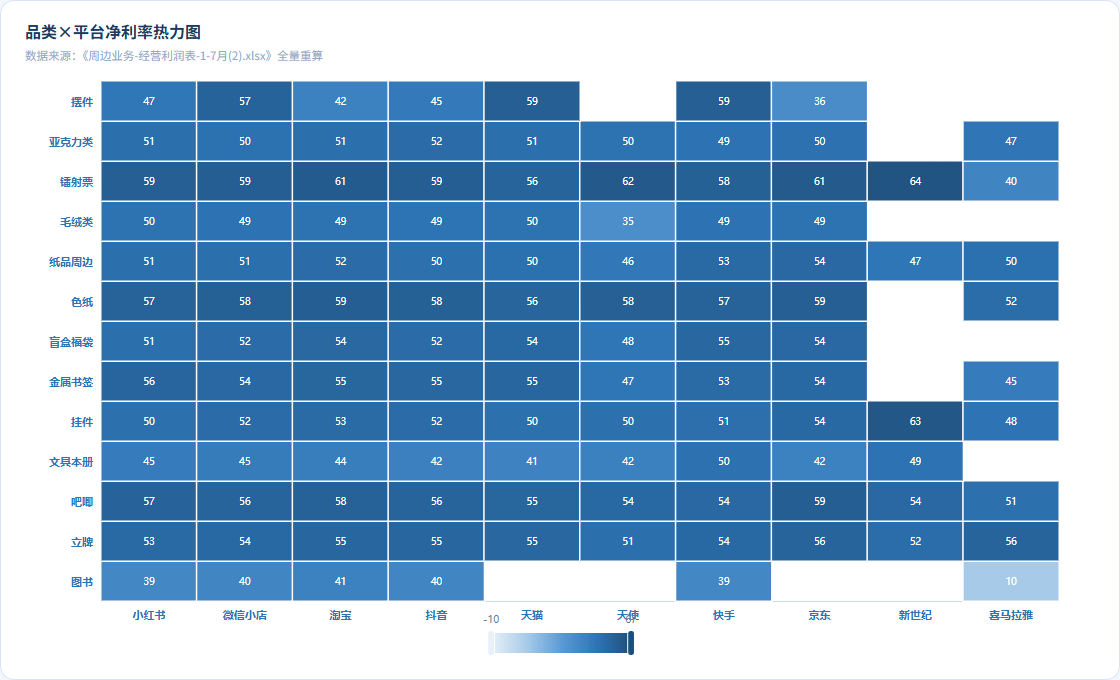 品类×平台净利率热力图
数据来源：《周边业务-经营利润表-1-7月(2).xlsx》全量重算
摆件 47 57 42 45 59 59 36
亚克力类 51 50 51 52 51 50 49 50 47
镭射票 59 59 61 59 56 62 58 61 64 40
毛绒类 50 49 49 49 50 35 49 49
纸品周边 51 51 52 50 50 46 53 54 47 50
色纸 57 58 59 58 56 58 57 59 52
盲盒福袋 51 52 54 52 54 48 55 54
金属书签 56 54 55 55 55 47 53 54 45
挂件 50 52 53 52 50 50 51 54 63 48
文具本册 45 45 44 42 41 42 50 42 49
吧唧 57 56 58 56 55 54 54 59 54 51
立牌 53 54 55 55 55 51 54 56 52 56
图书 39 40 41 40 39 10
小红书 微信小店 淘宝 抖音 天猫 天使 快手 京东 新世纪 喜马拉雅
-10